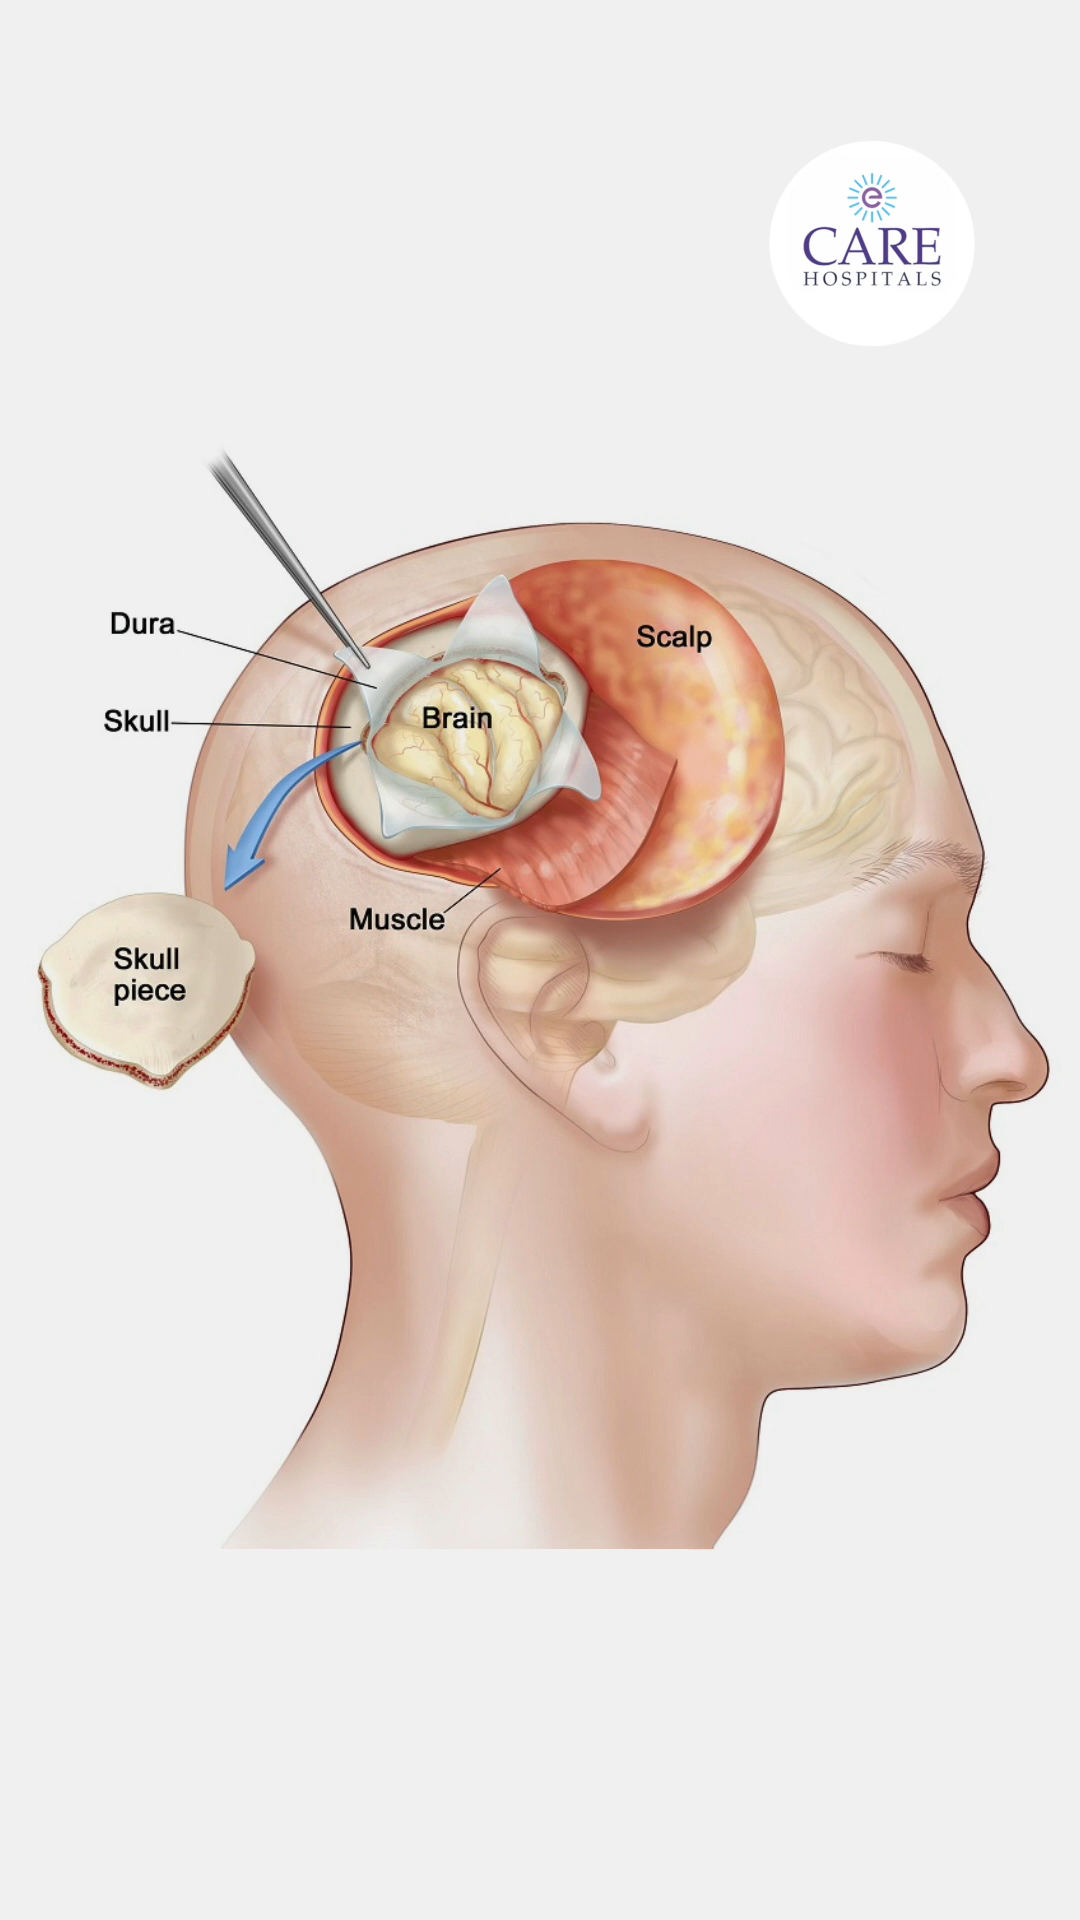 CARE
HOSPITALS
Dura
Scalp
Skull
Brain
Muscle
Skull
piece